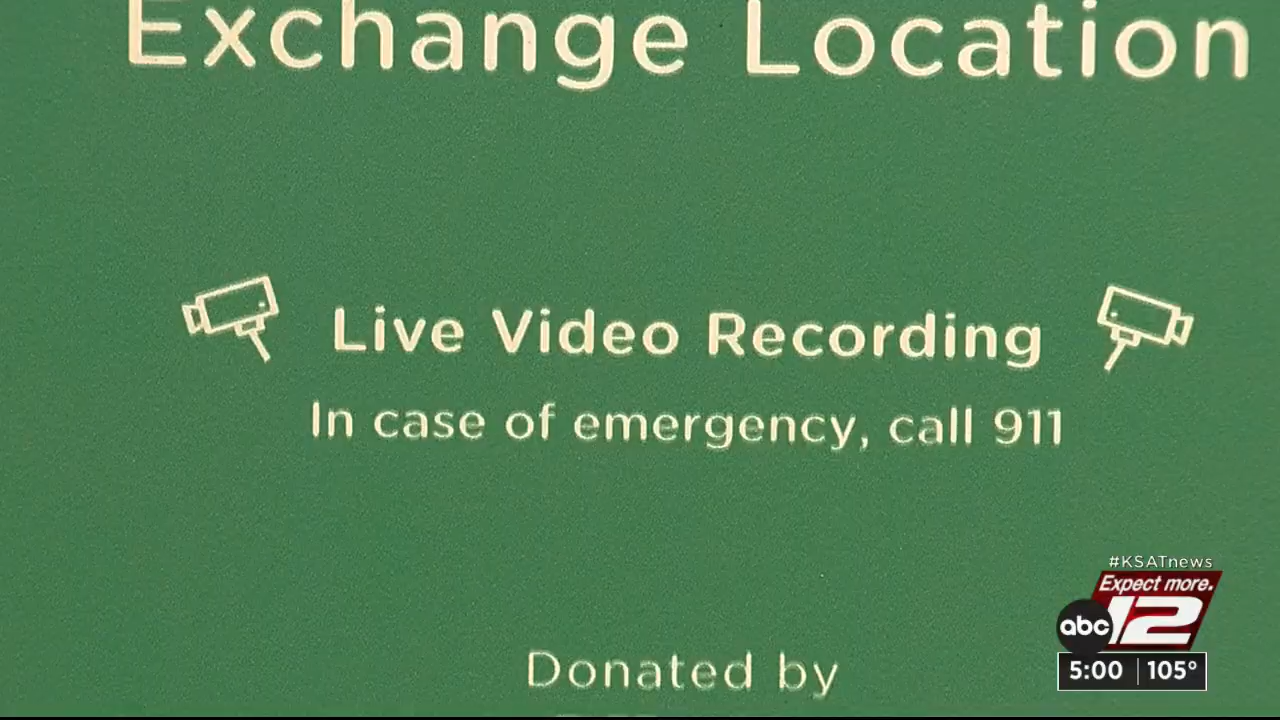 Exchange Location
Live Video Recording
In case of emergency, call 911
Donated by
#KSATnews
Expect more.
abc 12
5:00 105°